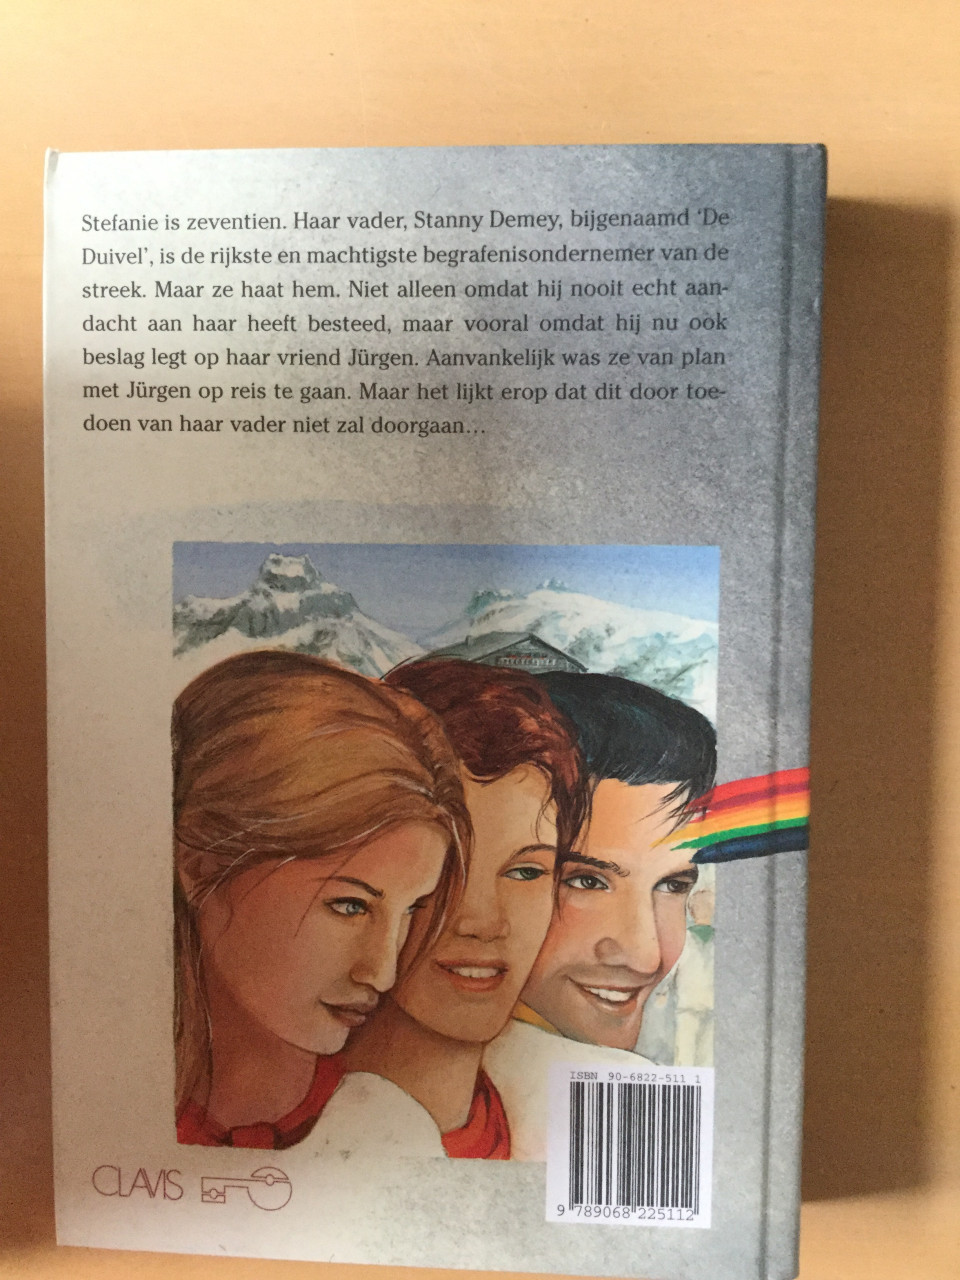 Stefanie is zeventien. Haar vader, Stanny Demey, bijgenaamd ‘De
Duivel’, is de rijkste en machtigste begrafenisondernemer van de
streek. Maar ze haat hem. Niet alleen omdat hij nooit echt aan-
dacht aan haar heeft besteed, maar vooral omdat hij nu ook
beslag legt op haar vriend Jürgen. Aanvankelijk was ze van plan
met Jürgen op reis te gaan. Maar het lijkt erop dat dit door toe-
doen van haar vader niet zal doorgaan…
ISBN 90-6822-511 1
9 789068 225112
CLAVIS